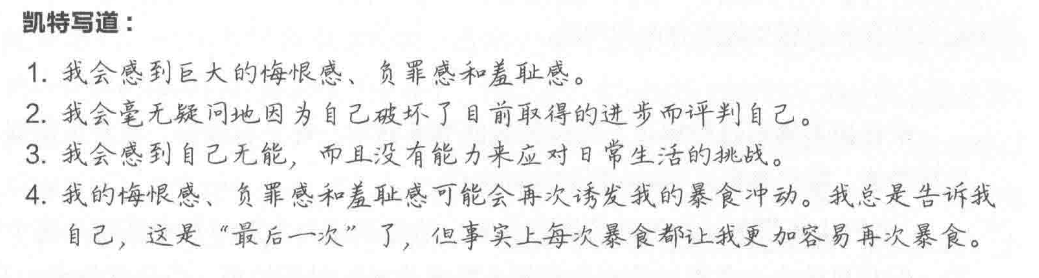 凯特写道：
1. 我会感到巨大的悔恨感、负罪感和羞耻感。
2. 我会毫无疑问地因为自己破坏了目前取得的进步而评判自己。
3. 我会感到自己无能，而且没有能力来应对日常生活的挑战。
4. 我的悔恨感、负罪感和羞耻感可能会再次诱发我的暴食冲动。我总是告诉我
自己，这是“最后一次”了，但事实上每次暴食都让我更加容易再次暴食。